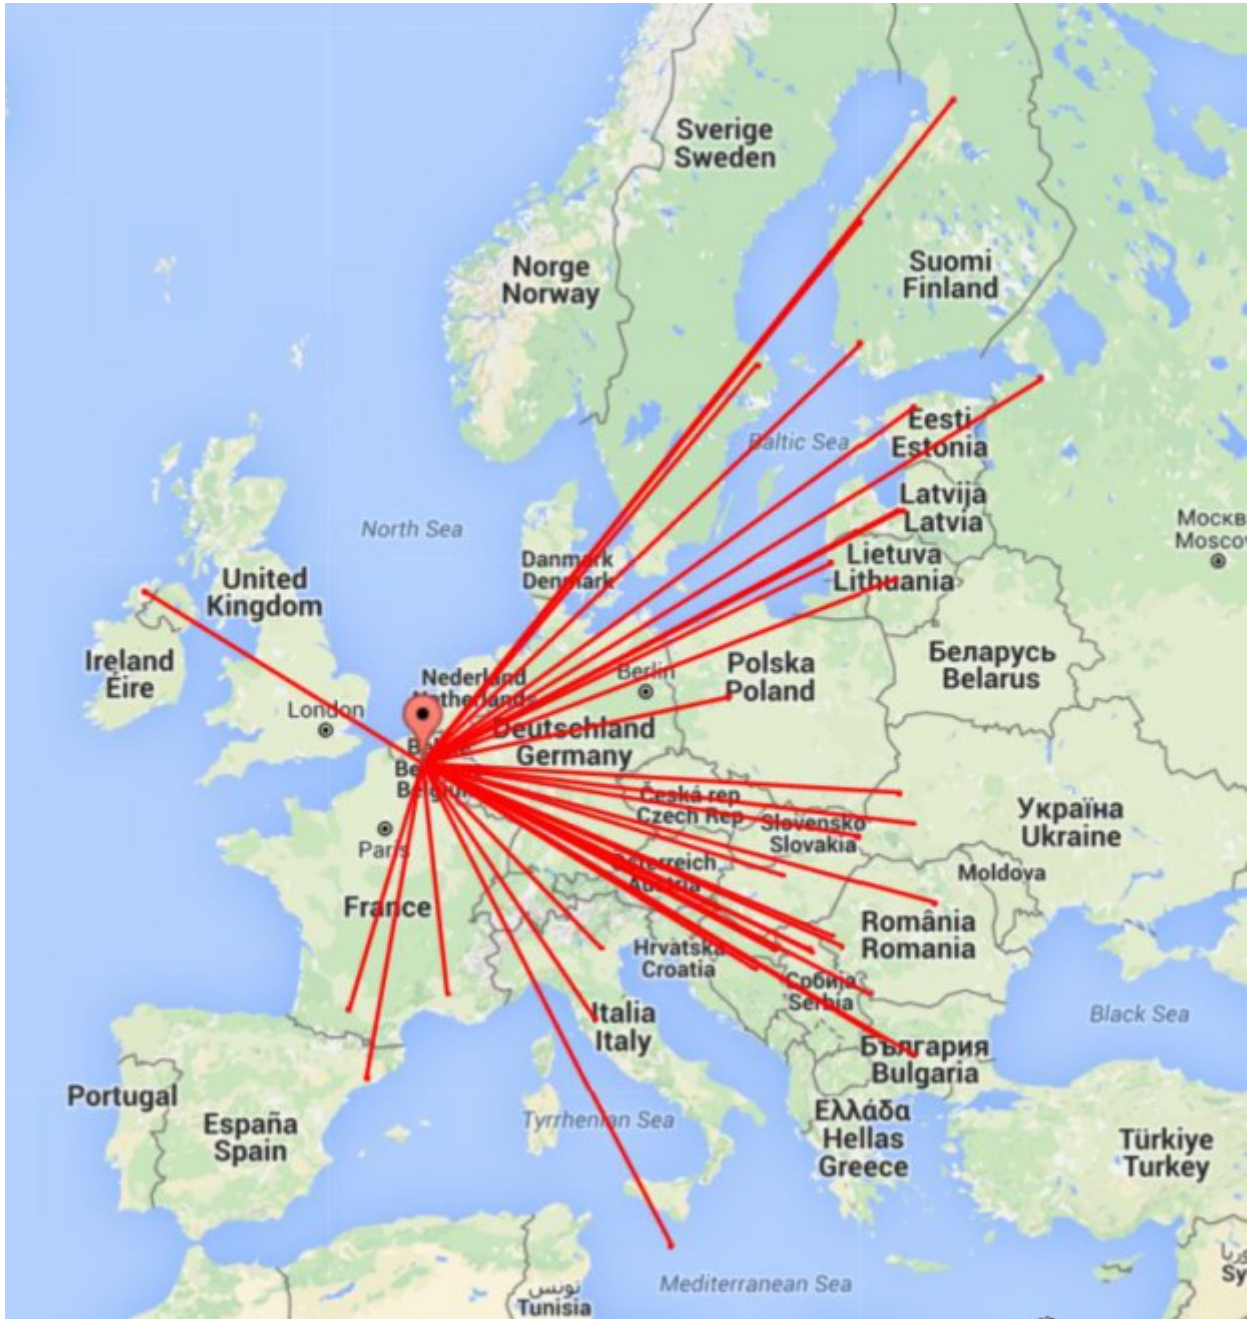 Sverige
Sweden
Suomi
Finland
Norge
Norway
Eesti
Estonia
Baltic Sea
Latvija
Latvia
Москв
Moscow
North Sea
Danmark
Denmark
Lietuva
Lithuania
United
Kingdom
Ireland
Éire
Nederland
Netherlands
Berlin
Polska
Poland
Беларусь
Belarus
London
Deutschland
Germany
Belgium
Česká rep
Czech Rep
Slovensko
Slovakia
Україна
Ukraine
Paris
Österreich
Austria
Moldova
France
România
Romania
Hrvatska
Croatia
Србија
Serbia
Italia
Italy
Black Sea
България
Bulgaria
Portugal
España
Spain
Tyrrhenian Sea
Ελλάδα
Hellas
Greece
Türkiye
Turkey
تونس
Tunisia
Mediterranean Sea
Sy